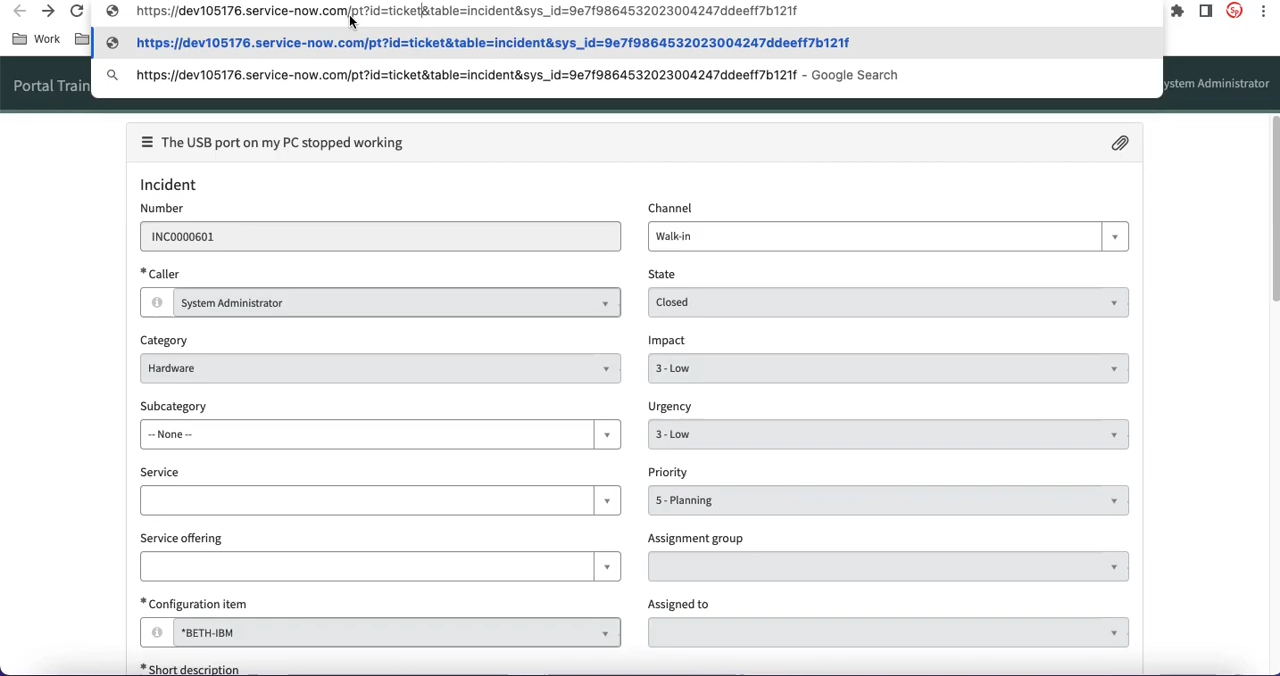 https://dev105176.service-now.com/pt?id=ticket&table=incident&sys_id=9e7f9864532023004247ddeeff7b121f
Work
https://dev105176.service-now.com/pt?id=ticket&table=incident&sys_id=9e7f9864532023004247ddeeff7b121f
https://dev105176.service-now.com/pt?id=ticket&table=incident&sys_id=9e7f9864532023004247ddeeff7b121f - Google Search
Portal Train
ystem Administrator
The USB port on my PC stopped working
Incident
Number
INC0000601
Channel
Walk-in
* Caller
System Administrator
State
Closed
Category
Hardware
Impact
3 - Low
Subcategory
-- None --
Urgency
3 - Low
Service
Priority
5 - Planning
Service offering
Assignment group
* Configuration item
*BETH-IBM
Assigned to
* Short description